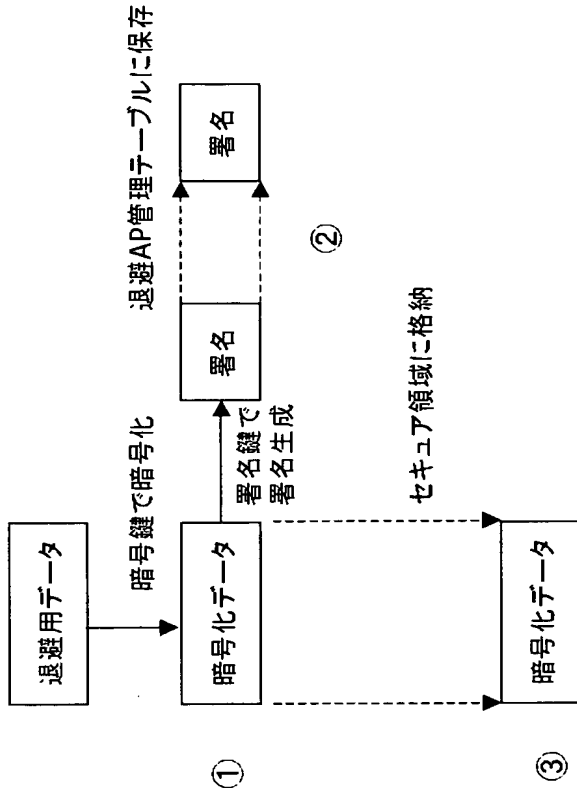 退避用データ
暗号鍵で暗号化
①
暗号化データ
署名鍵で
署名生成
署名
退避AP管理テーブルに保存
署名
②
セキュア領域に格納
③
暗号化データ